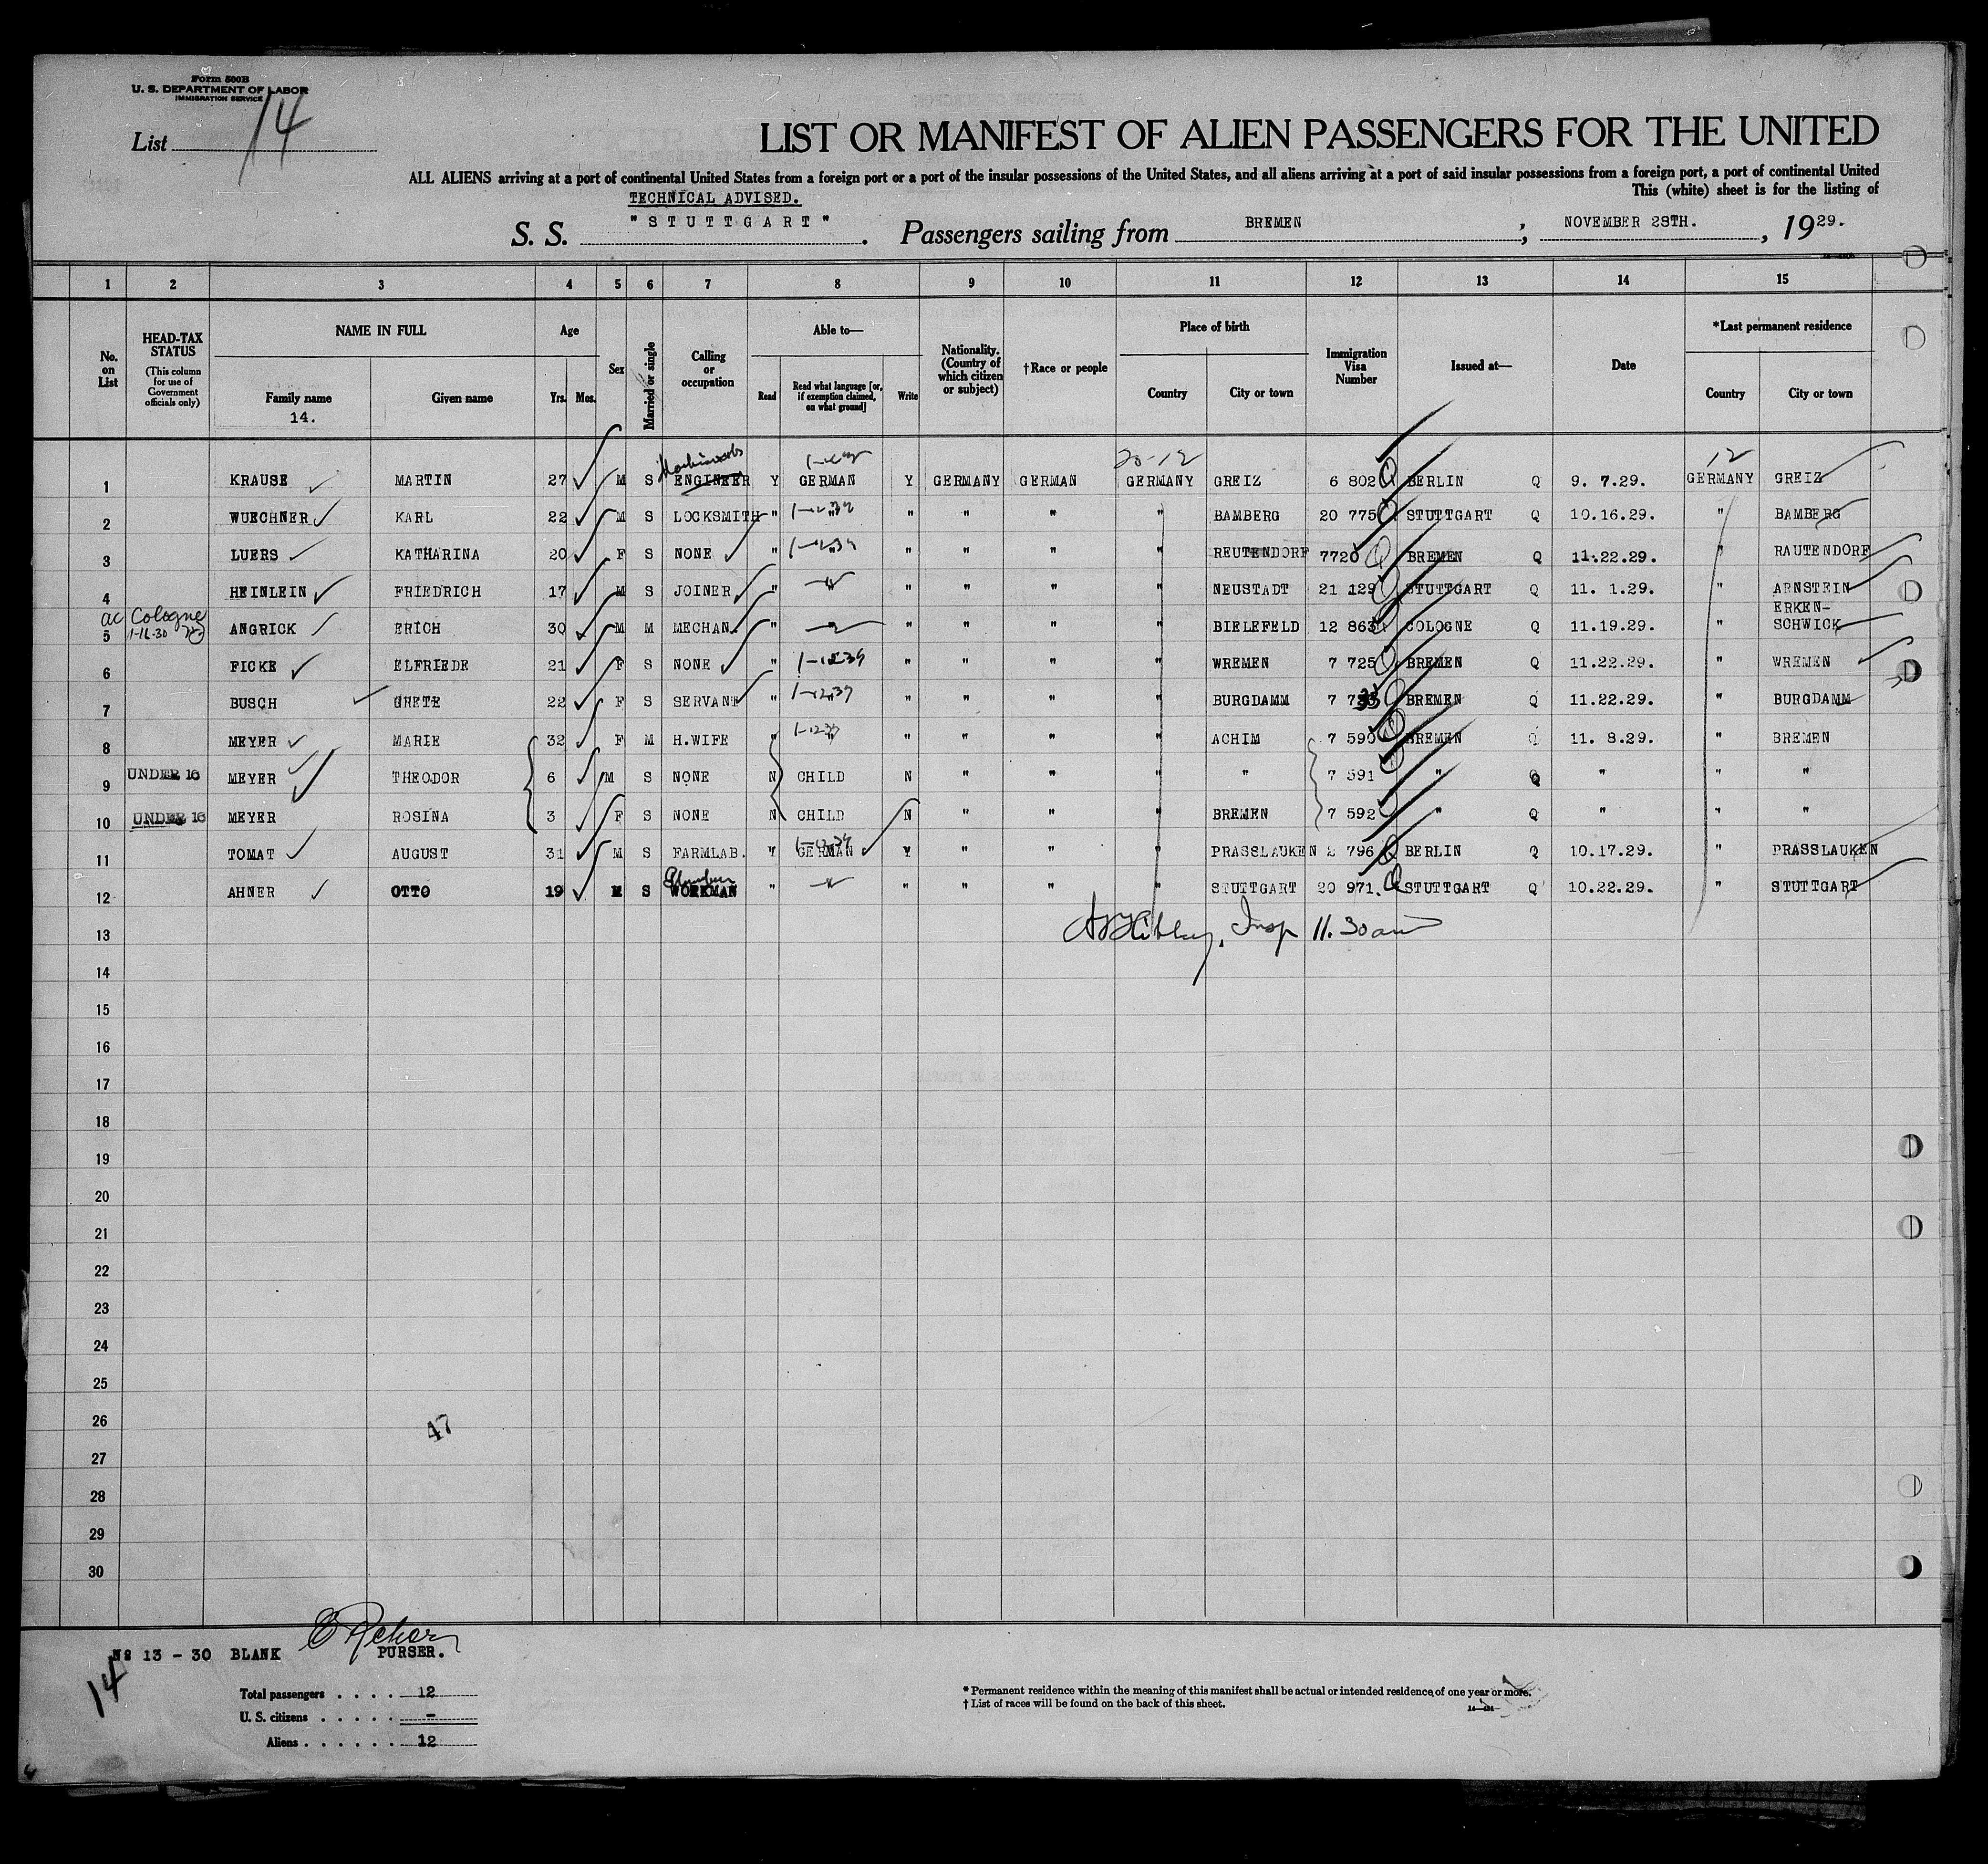 Form 500B
U. S. DEPARTMENT OF LABOR
IMMIGRATION SERVICE
List 14
LIST OR MANIFEST OF ALIEN PASSENGERS FOR THE UNITED
ALL ALIENS arriving at a port of continental United States from a foreign port or a port of the insular possessions of the United States, and all aliens arriving at a port of said insular possessions from a foreign port, a port of continental United
This (white) sheet is for the listing of
TECHNICAL ADVISED.
S. S. "STUTTGART". Passengers sailing from BREMEN; NOVEMBER 28TH., 1929.
1 2 3 4 5 6 7 8 9 10 11 12 13 14 15
No. on List
HEAD-TAX STATUS (This column for use of Government officials only)
NAME IN FULL Family name Given name
14.
Age Yrs. Mos.
Sex
Married or single
Calling or occupation
Able to— Read Read what language [or, if exemption claimed, on what ground] Write
Nationality. (Country of which citizen or subject)
†Race or people
Place of birth Country City or town
Immigration Visa Number
Issued at—
Date
*Last permanent residence Country City or town
20-12 12
1 KRAUSE MARTIN 27 M S ENGINEER Y GERMAN Y GERMANY GERMAN GERMANY GREIZ 6 802 Q BERLIN Q 9. 7.29. GERMANY GREIZ
2 WUECHNER KARL 22 M S LOCKSMITH " " " " " " BAMBERG 20 775 Q STUTTGART Q 10.16.29. " BAMBERG
3 LUERS KATHARINA 20 F S NONE " " " " " " REUTENDORF 7720 Q BREMEN Q 11.22.29. " RAUTENDORF
4 HEINLEIN FRIEDRICH 17 M S JOINER " " " " " " NEUSTADT 21 129 STUTTGART Q 11. 1.29. " ARNSTEIN
ac Cologne
1-16-30
5 ANGRICK ERICH 30 M M MECHAN. " " " " " " BIELEFELD 12 863 COLOGNE Q 11.19.29. " ERKEN-
SCHWICK
6 FICKE ELFRIEDE 21 F S NONE " " " " " WREMEN 7 725 BREMEN Q 11.22.29. " WREMEN
7 BUSCH GRETE 22 F S SERVANT " " " " " " BURGDAMM 7 BREMEN Q 11.22.29. " BURGDAMM
8 MEYER MARIE 32 F M H.WIFE " " " " " " ACHIM 7 590 BREMEN Q 11. 8.29. " BREMEN
9 UNDER 16 MEYER THEODOR 6 M S NONE N CHILD N " " " " 7 591 " Q " " "
10 UNDER 16 MEYER ROSINA 3 F S NONE N CHILD N " " " BREMEN 7 592 " Q " " "
11 TOMAT AUGUST 31 M S FARMLAB. Y GERMAN Y " " " PRASSLAUKEN 2 796 BERLIN Q 10.17.29. " PRASSLAUKEN
Plumber
12 AHNER OTTO 19 M S WORKMAN " " " " " " STUTTGART 20 971. Q STUTTGART Q 10.22.29. " STUTTGART
Insp 11.30 am
13
14
15
16
17
18
19
20
21
22
23
24
25
26
47
27
28
29
30
№ 13 - 30 BLANK
PURSER.
14
Total passengers . . . . 12
U. S. citizens . . . . . -
Aliens . . . . . . 12
* Permanent residence within the meaning of this manifest shall be actual or intended residence of one year or more.
† List of races will be found on the back of this sheet.